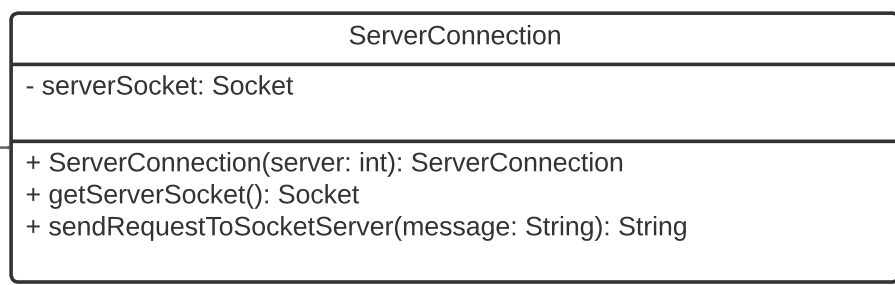 ServerConnection
- serverSocket: Socket
+ ServerConnection(server: int): ServerConnection
+ getServerSocket(): Socket
+ sendRequestToSocketServer(message: String): String